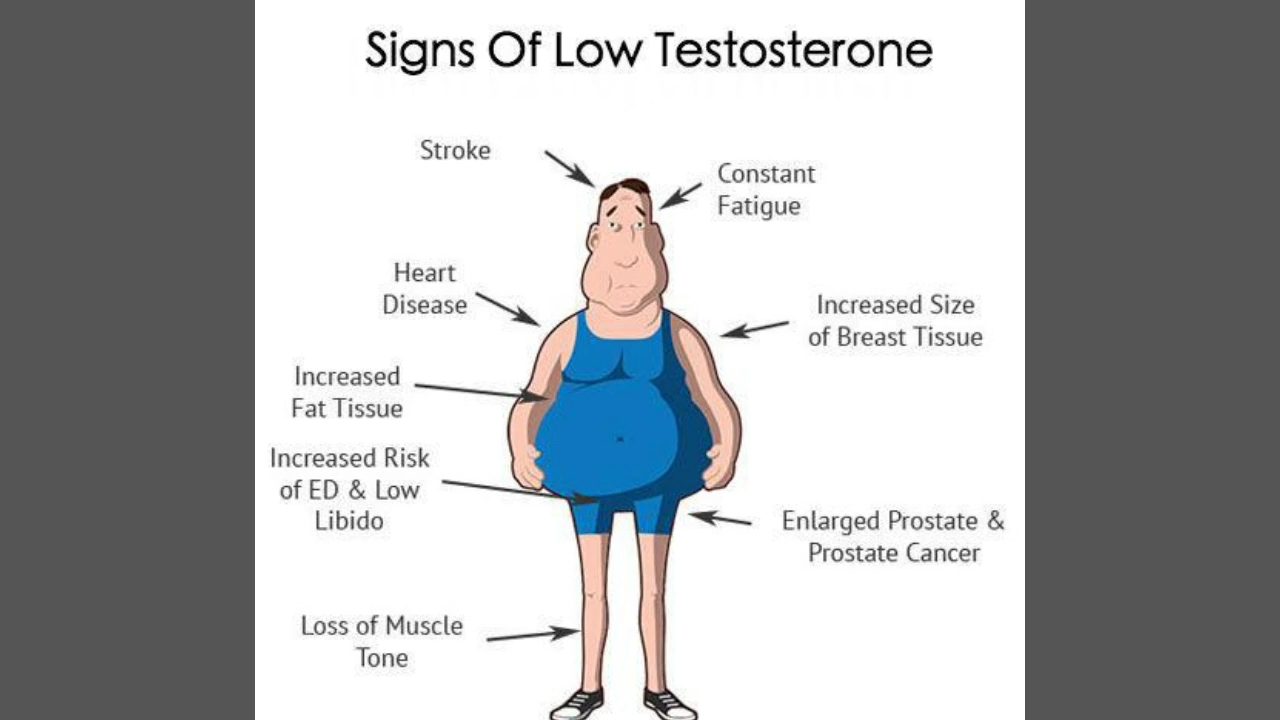 Signs Of Low Testosterone
Stroke
Constant
Fatigue
Heart
Disease
Increased Size
of Breast Tissue
Increased
Fat Tissue
Increased Risk
of ED & Low
Libido
Enlarged Prostate &
Prostate Cancer
Loss of Muscle
Tone